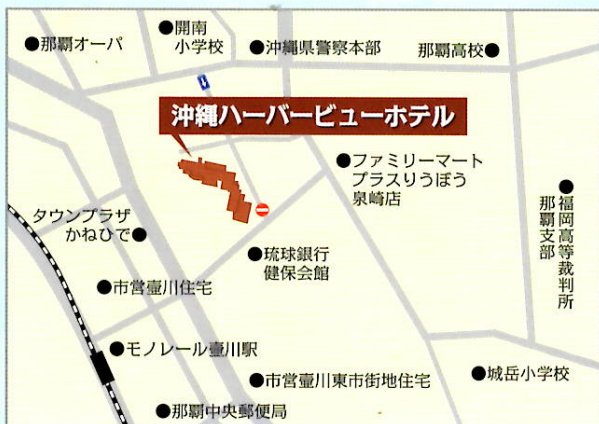 ●開南
小学校
●那覇オーパ
●沖縄県警察本部
那覇高校●
沖縄ハーバービューホテル
●ファミリーマート
プラスりうぼう
泉崎店
●福岡高等裁判所
那覇支部
タウンプラザ
かねひで●
●琉球銀行
健保会館
●市営壷川住宅
●モノレール壷川駅
●市営壷川東市街地住宅
●城岳小学校
●那覇中央郵便局